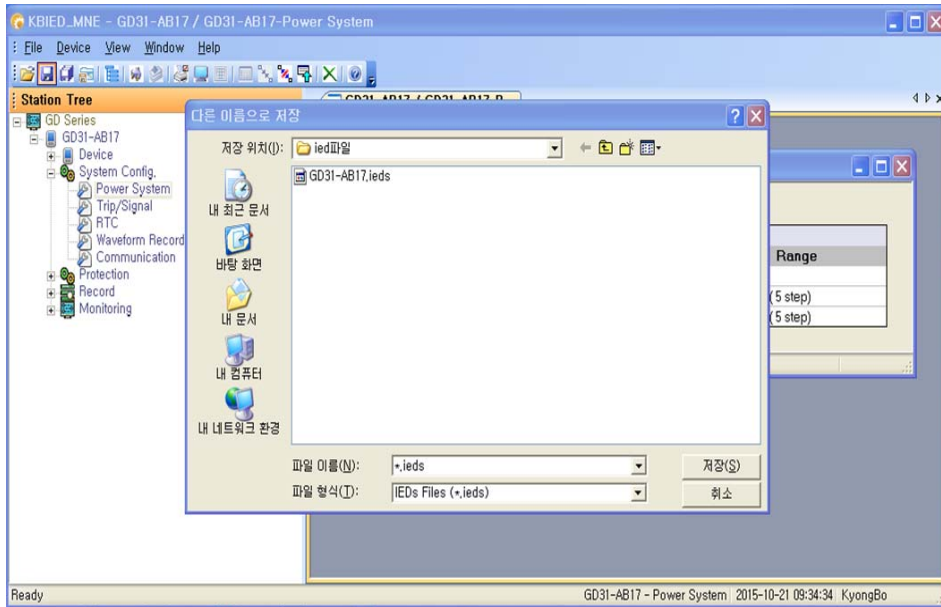 KBIED_MNE - GD31-AB17 / GD31-AB17-Power System
File Device View Window Help
Station Tree
GD Series
GD31-AB17
Device
System Config.
Power System
Trip/Signal
RTC
Waveform Record
Communication
Protection
Record
Monitoring
GD31-AB17 / GD31-AB17-P
다른 이름으로 저장
저장 위치(I):
ied파일
GD31-AB17.ieds
내 최근 문서
바탕 화면
내 문서
내 컴퓨터
내 네트워크 환경
파일 이름(N):
*.ieds
저장(S)
파일 형식(T):
IEDs Files (*.ieds)
취소
Range
( 5 step)
( 5 step)
Ready
GD31-AB17 - Power System 2015-10-21 09:34:34 KyongBo